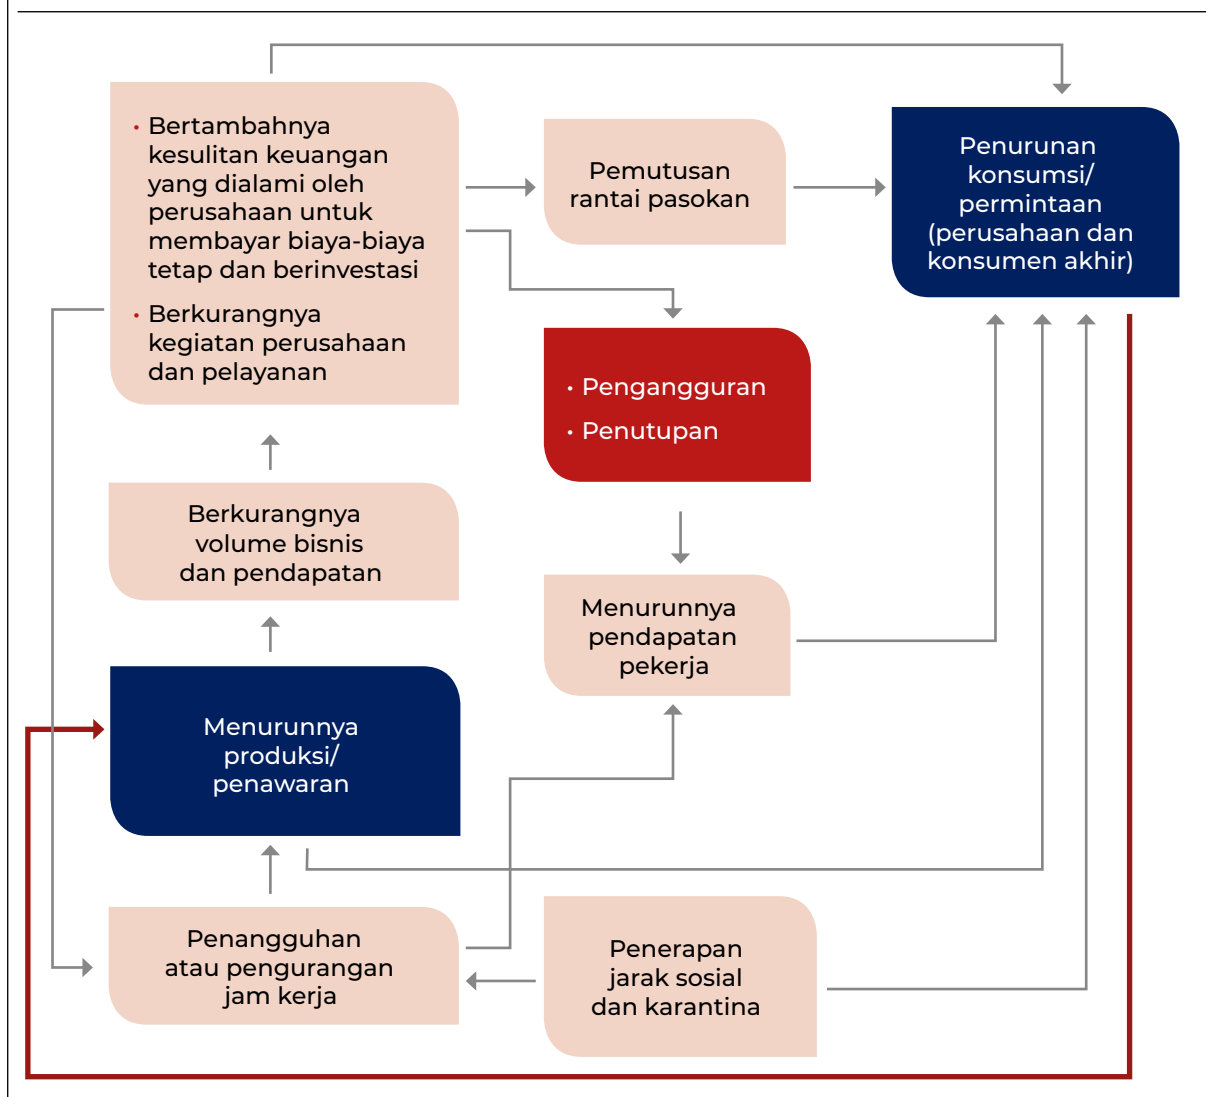 • Bertambahnya
kesulitan keuangan
yang dialami oleh
perusahaan untuk
membayar biaya-biaya
tetap dan berinvestasi
• Berkurangnya
kegiatan perusahaan
dan pelayanan
Pemutusan
rantai pasokan
Penurunan
konsumsi/
permintaan
(perusahaan dan
konsumen akhir)
• Pengangguran
• Penutupan
Berkurangnya
volume bisnis
dan pendapatan
Menurunnya
pendapatan
pekerja
Menurunnya
produksi/
penawaran
Penangguhan
atau pengurangan
jam kerja
Penerapan
jarak sosial
dan karantina